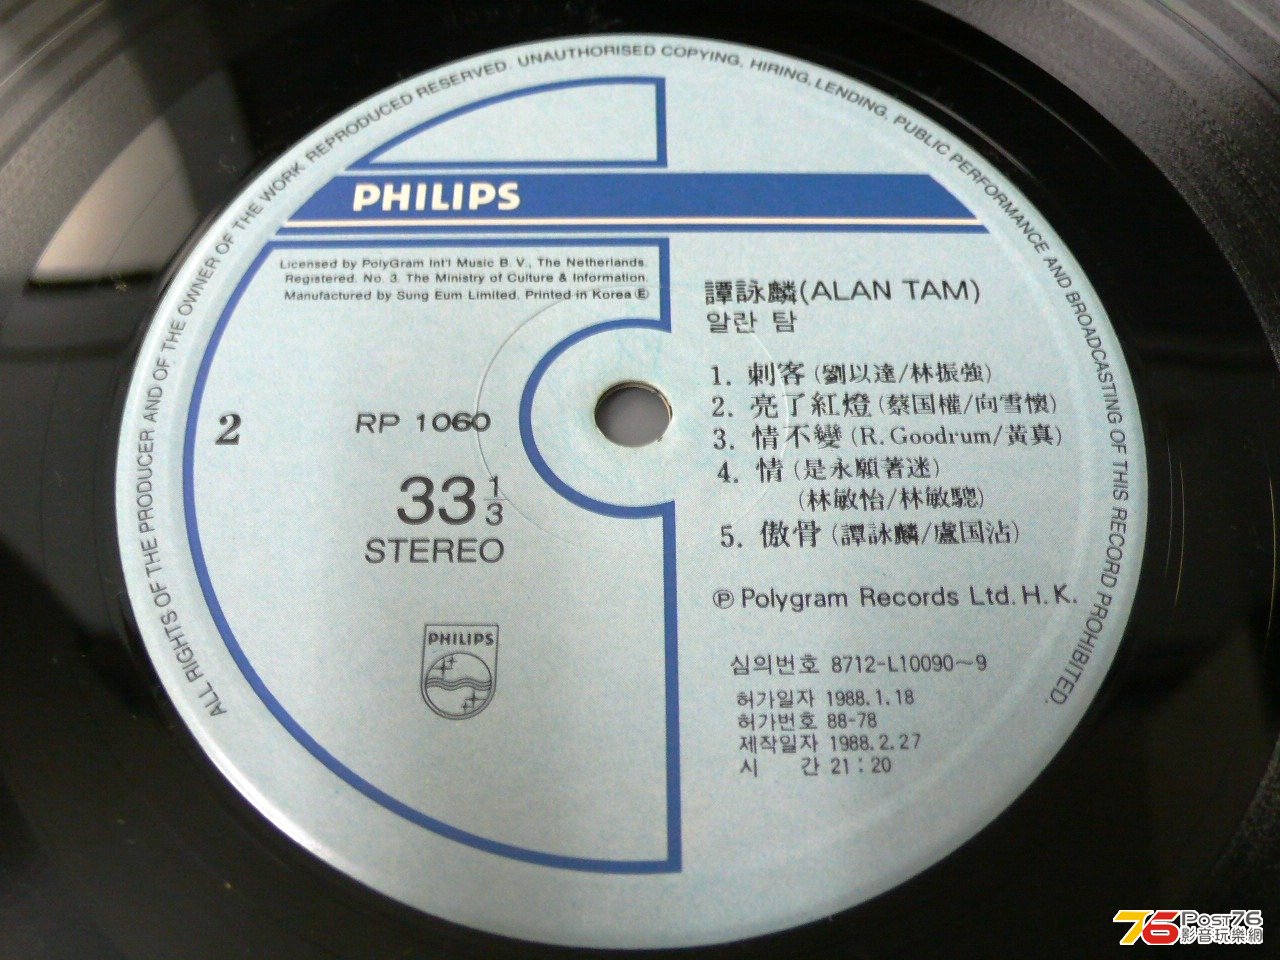 ALL RIGHTS OF THE PRODUCER AND OF THE OWNER OF THE WORK REPRODUCED RESERVED. UNAUTHORISED COPYING, HIRING, LENDING, PUBLIC PERFORMANCE AND BROADCASTING OF THIS RECORD PROHIBITED.
PHILIPS
Licensed by PolyGram Int'l Music B. V., The Netherlands.
Registered. No. 3. The Ministry of Culture & Information.
Manufactured by Sung Eum Limited. Printed in Korea Ⓔ
2
RP 1060
33 1/3
STEREO
PHILIPS
譚詠麟(ALAN TAM)
알란 탐
1. 刺客 (劉以達/林振強)
2. 亮了紅燈 (蔡国權/向雪懷)
3. 情不變 (R. Goodrum/黃真)
4. 情 (是永願著迷)
(林敏怡/林敏驄)
5. 傲骨 (譚詠麟/盧国沾)
Ⓟ Polygram Records Ltd. H. K.
심의번호 8712-L10090~9
허가일자 1988. 1. 18
허가번호 88-78
제작일자 1988. 2. 27
시 간 21 : 20
76 Post76
影音玩樂網